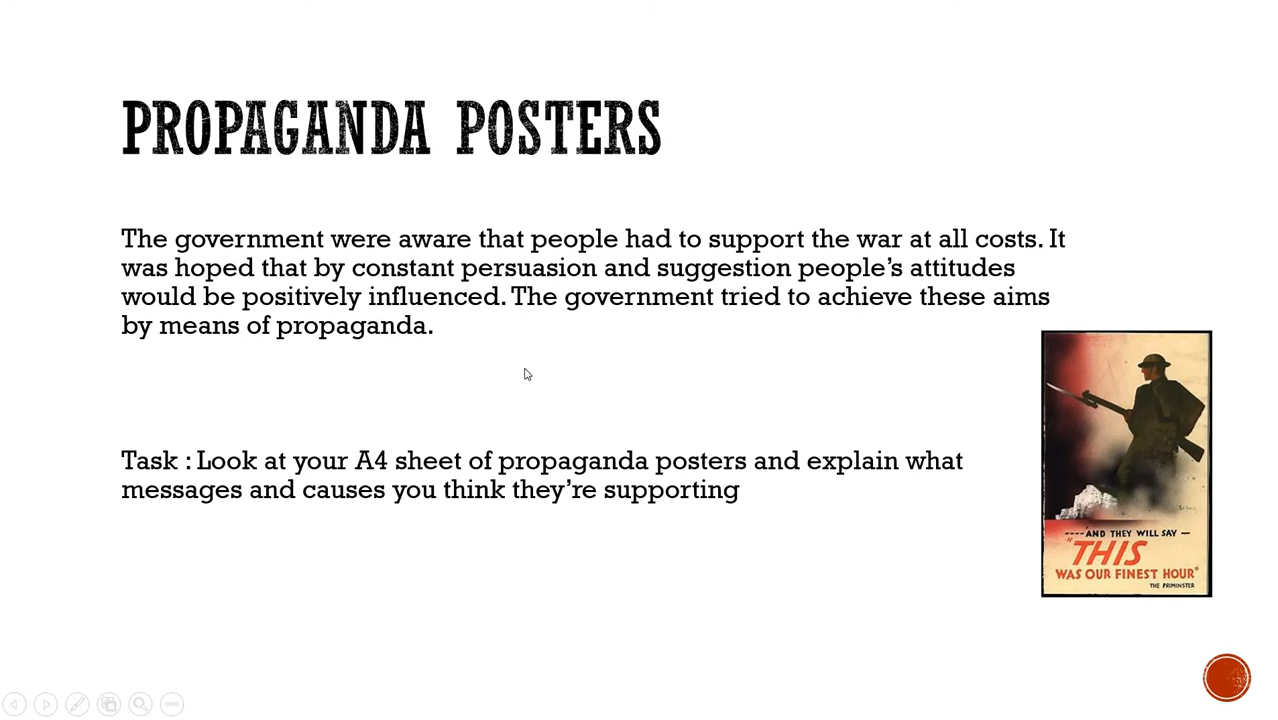 PROPAGANDA POSTERS
The government were aware that people had to support the war at all costs. It
was hoped that by constant persuasion and suggestion people's attitudes
would be positively influenced. The government tried to achieve these aims
by means of propaganda.
Task : Look at your A4 sheet of propaganda posters and explain what
messages and causes you think they're supporting
----AND THEY WILL SAY —
"THIS
WAS OUR FINEST HOUR"
THE PRIMINSTER